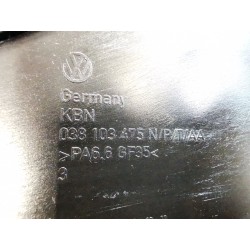 Germany
KBN
038 103 475 N/P/T/AA
>PA6.6 GF35<
3